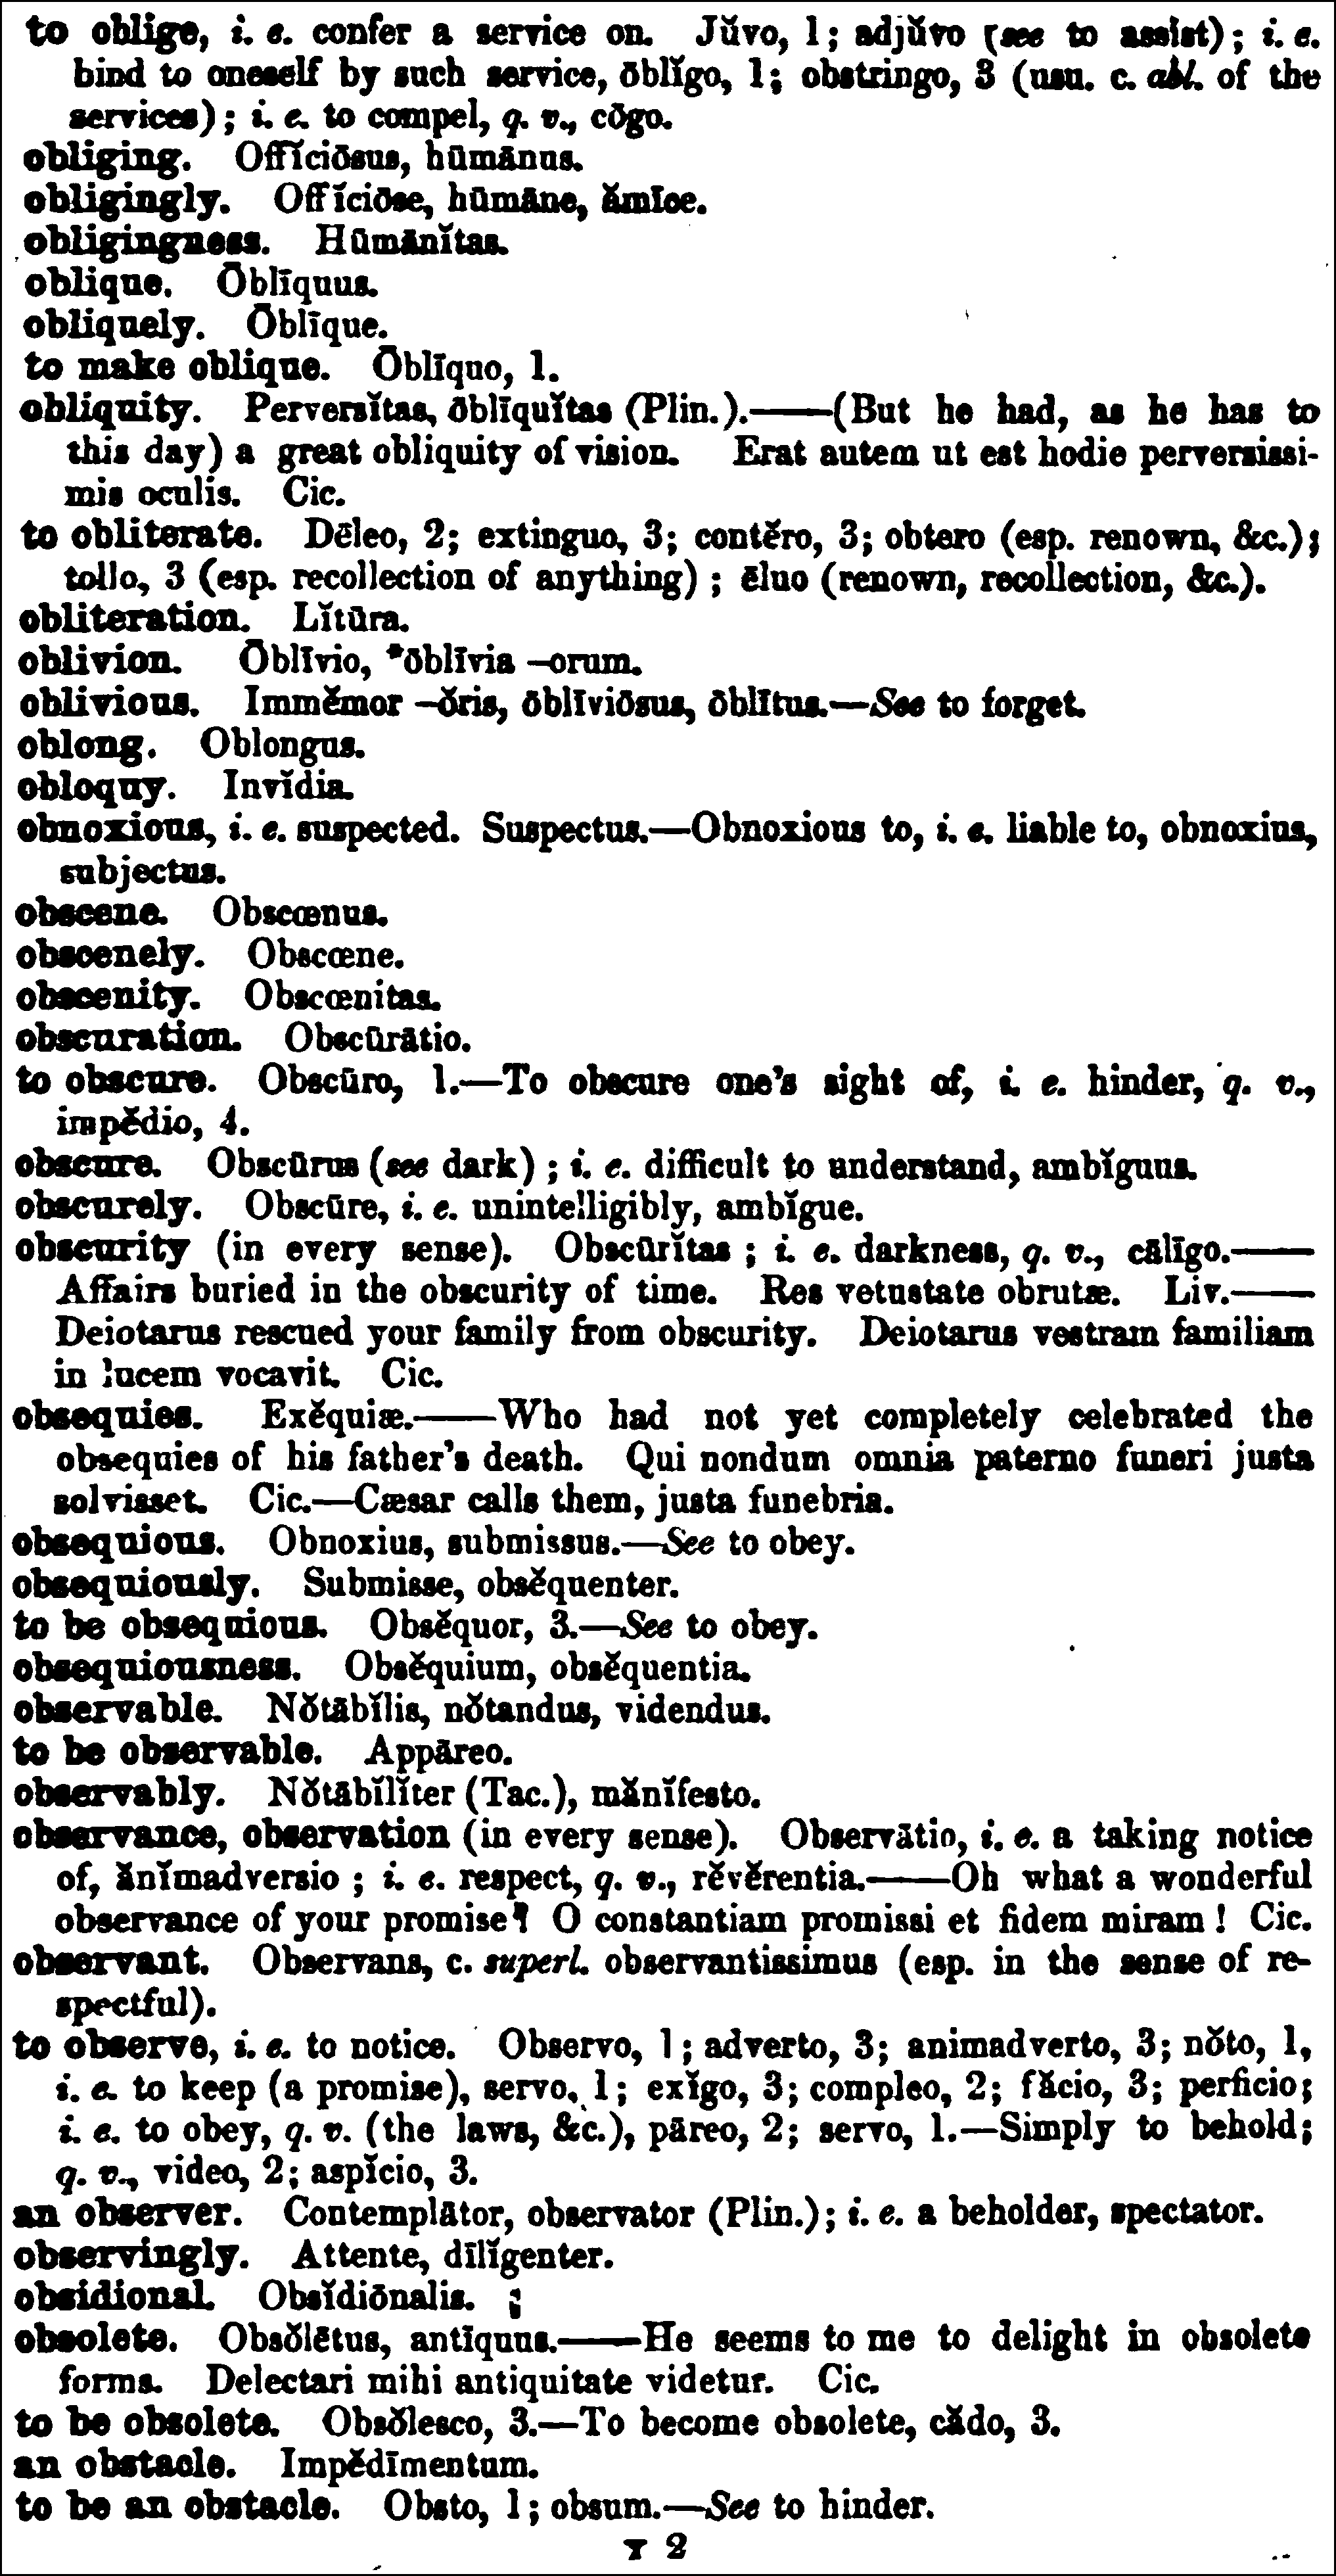 to oblige, i. e. confer a service on. Jŭvo, 1; adjŭvo (see to assist); i. e.
bind to oneself by such service, ōblĭgo, 1; obstringo, 3 (usu. c. abl. of the
services); i. e. to compel, q. v., cōgo.
obliging. Offĭciōsus, hūmānus.
obligingly. Offĭciōse, hūmāne, ămīce.
obligingness. Hūmānĭtas.
oblique. Ōblīquus.
obliquely. Ōblīque.
to make oblique. Ōblīquo, 1.
obliquity. Perversĭtas, ōblīquĭtas (Plin.).——(But he had, as he has to
this day) a great obliquity of vision. Erat autem ut est hodie perversissi-
mis oculis. Cic.
to obliterate. Dēleo, 2; extinguo, 3; contĕro, 3; obtero (esp. renown, &c.);
tollo, 3 (esp. recollection of anything); ēluo (renown, recollection, &c.).
obliteration. Lĭtūra.
oblivion. Ōblīvio, *ōblīvia –orum.
oblivious. Immĕmor –ŏris, ōblīviōsus, ōblītus.—See to forget.
oblong. Oblongus.
obloquy. Invĭdia.
obnoxious, i. e. suspected. Suspectus.—Obnoxious to, i. e. liable to, obnoxius,
subjectus.
obscene. Obscœnus.
obscenely. Obscœne.
obscenity. Obscœnitas.
obscuration. Obscūrātio.
to obscure. Obscūro, 1.—To obscure one's sight of, i. e. hinder, q. v.,
impĕdio, 4.
obscure. Obscūrus (see dark); i. e. difficult to understand, ambĭguus.
obscurely. Obscūre, i. e. unintelligibly, ambĭgue.
obscurity (in every sense). Obscūrĭtas; i. e. darkness, q. v., cālīgo.——
Affairs buried in the obscurity of time. Res vetustate obrutæ. Liv.——
Deiotarus rescued your family from obscurity. Deiotarus vestram familiam
in lucem vocavit. Cic.
obsequies. Exĕquiæ.——Who had not yet completely celebrated the
obsequies of his father's death. Qui nondum omnia paterno funeri justa
solvisset. Cic.—Cæsar calls them, justa funebria.
obsequious. Obnoxius, submissus.—See to obey.
obsequiously. Submisse, obsĕquenter.
to be obsequious. Obsĕquor, 3.—See to obey.
obsequiousness. Obsĕquium, obsĕquentia.
observable. Nŏtābĭlis, nŏtandus, videndus.
to be observable. Appāreo.
observably. Nŏtābĭlĭter (Tac.), mănĭfesto.
observance, observation (in every sense). Observātio, i. e. a taking notice
of, ănĭmadversio; i. e. respect, q. v., rĕvĕrentia.——Oh what a wonderful
observance of your promise! O constantiam promissi et fidem miram! Cic.
observant. Observans, c. superl. observantissimus (esp. in the sense of re-
spectful).
to observe, i. e. to notice. Observo, 1; adverto, 3; animadverto, 3; nŏto, 1,
i. e. to keep (a promise), servo, 1; exĭgo, 3; compleo, 2; făcio, 3; perficio;
i. e. to obey, q. v. (the laws, &c.), pāreo, 2; servo, 1.—Simply to behold;
q. v., video, 2; aspĭcio, 3.
an observer. Contemplātor, observator (Plin.); i. e. a beholder, spectator.
observingly. Attente, dīlĭgenter.
obsidional. Obsĭdiōnalis.
obsolete. Obsŏlētus, antīquus.——He seems to me to delight in obsolete
forms. Delectari mihi antiquitate videtur. Cic.
to be obsolete. Obsŏlesco, 3.—To become obsolete, cădo, 3.
an obstacle. Impĕdīmentum.
to be an obstacle. Obsto, 1; obsum.—See to hinder.
Y 2